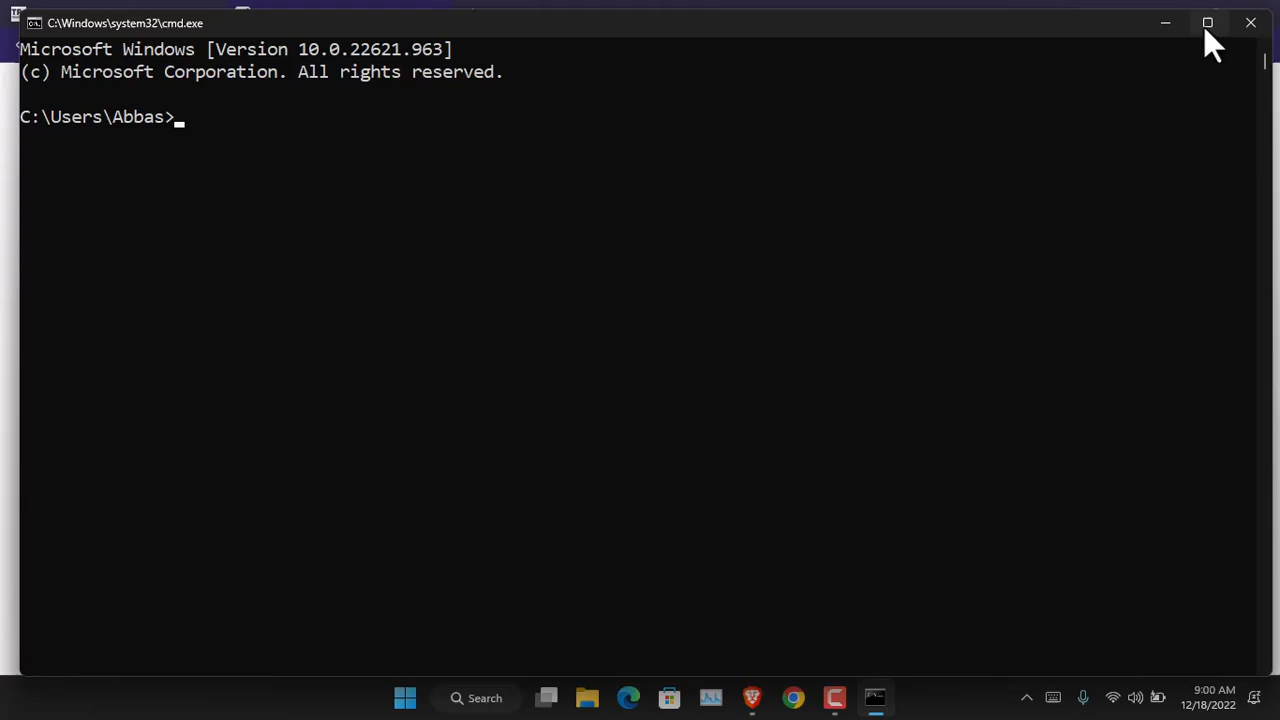 C:\Windows\system32\cmd.exe
Microsoft Windows [Version 10.0.22621.963]
(c) Microsoft Corporation. All rights reserved.
C:\Users\Abbas>
Search
9:00 AM
12/18/2022